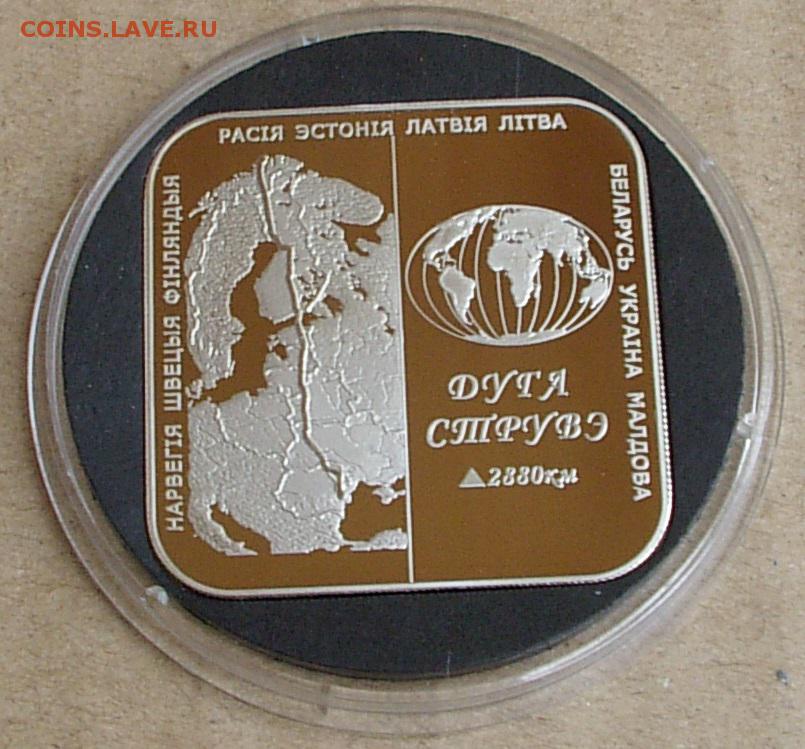 COINS.LAVE.RU
РАСІЯ ЭСТОНІЯ ЛАТВІЯ ЛІТВА
БЕЛАРУСЬ УКРАІНА МАЛДОВА
НАРВЕГІЯ ШВЕЦЫЯ ФІНЛЯНДЫЯ
ДУГА
СТРУВЭ
2880км